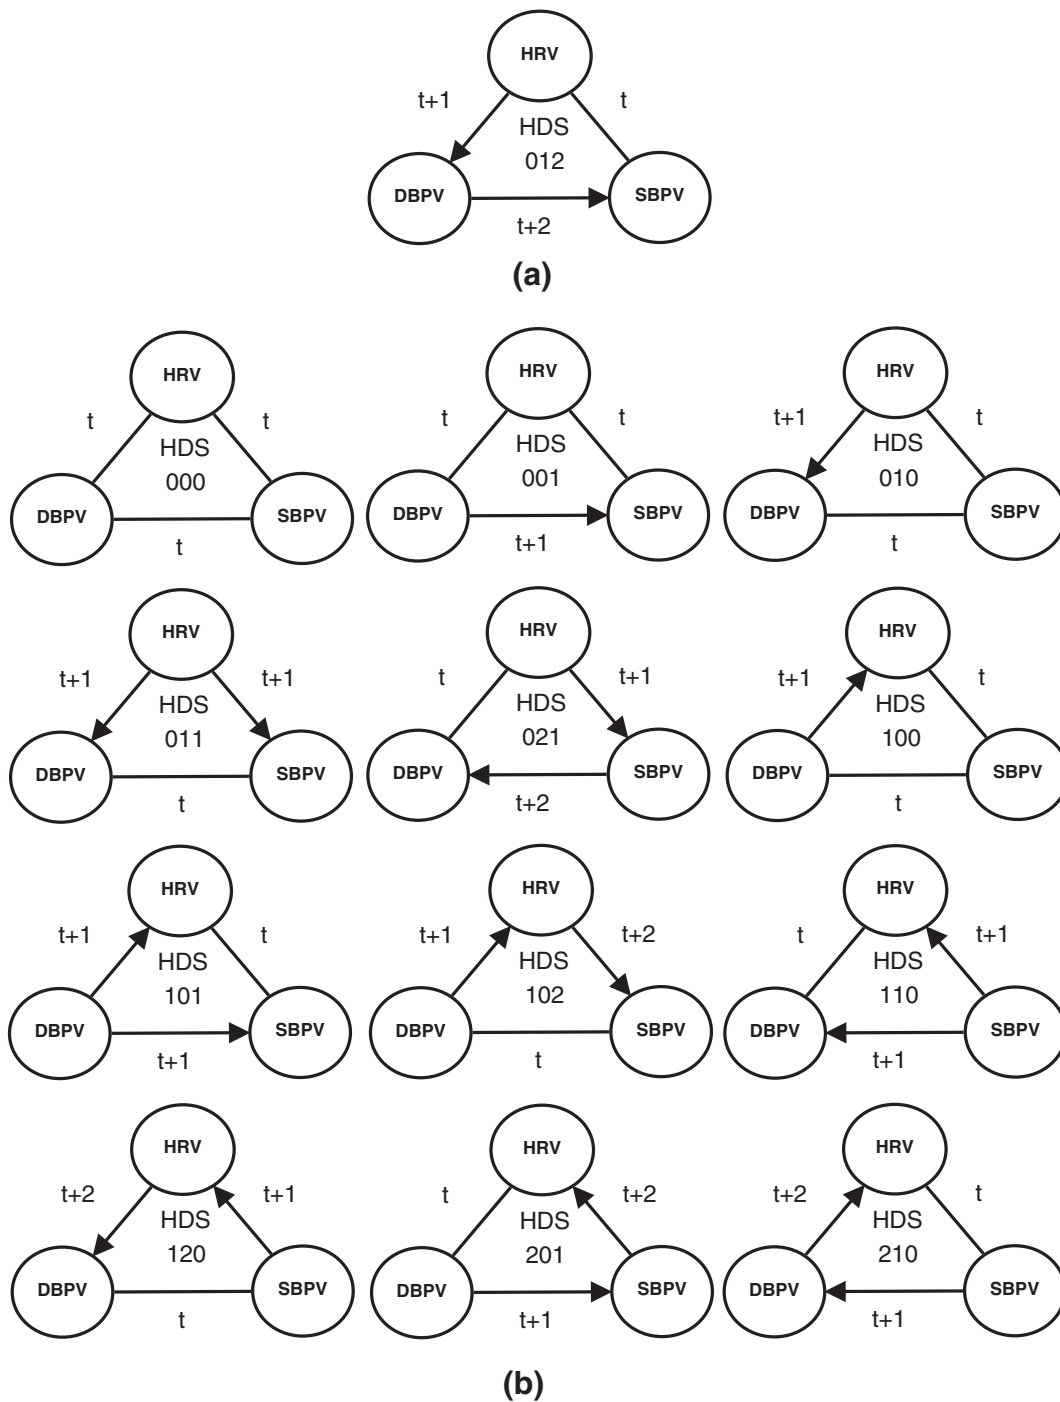 HRV
t+1
t
HDS
012
DBPV
SBPV
t+2
(a)
HRV
t
t
HDS
000
DBPV
SBPV
t
HRV
t
t
HDS
001
DBPV
SBPV
t+1
HRV
t+1
t
HDS
010
DBPV
SBPV
t
HRV
t+1
t+1
HDS
011
DBPV
SBPV
t
HRV
t
t+1
HDS
021
DBPV
SBPV
t+2
HRV
t+1
t
HDS
100
DBPV
SBPV
t
HRV
t+1
t
HDS
101
DBPV
SBPV
t+1
HRV
t+1
t+2
HDS
102
DBPV
SBPV
t
HRV
t
t+1
HDS
110
DBPV
SBPV
t+1
HRV
t+2
t+1
HDS
120
DBPV
SBPV
t
HRV
t
t+2
HDS
201
DBPV
SBPV
t+1
HRV
t+2
t
HDS
210
DBPV
SBPV
t+1
(b)